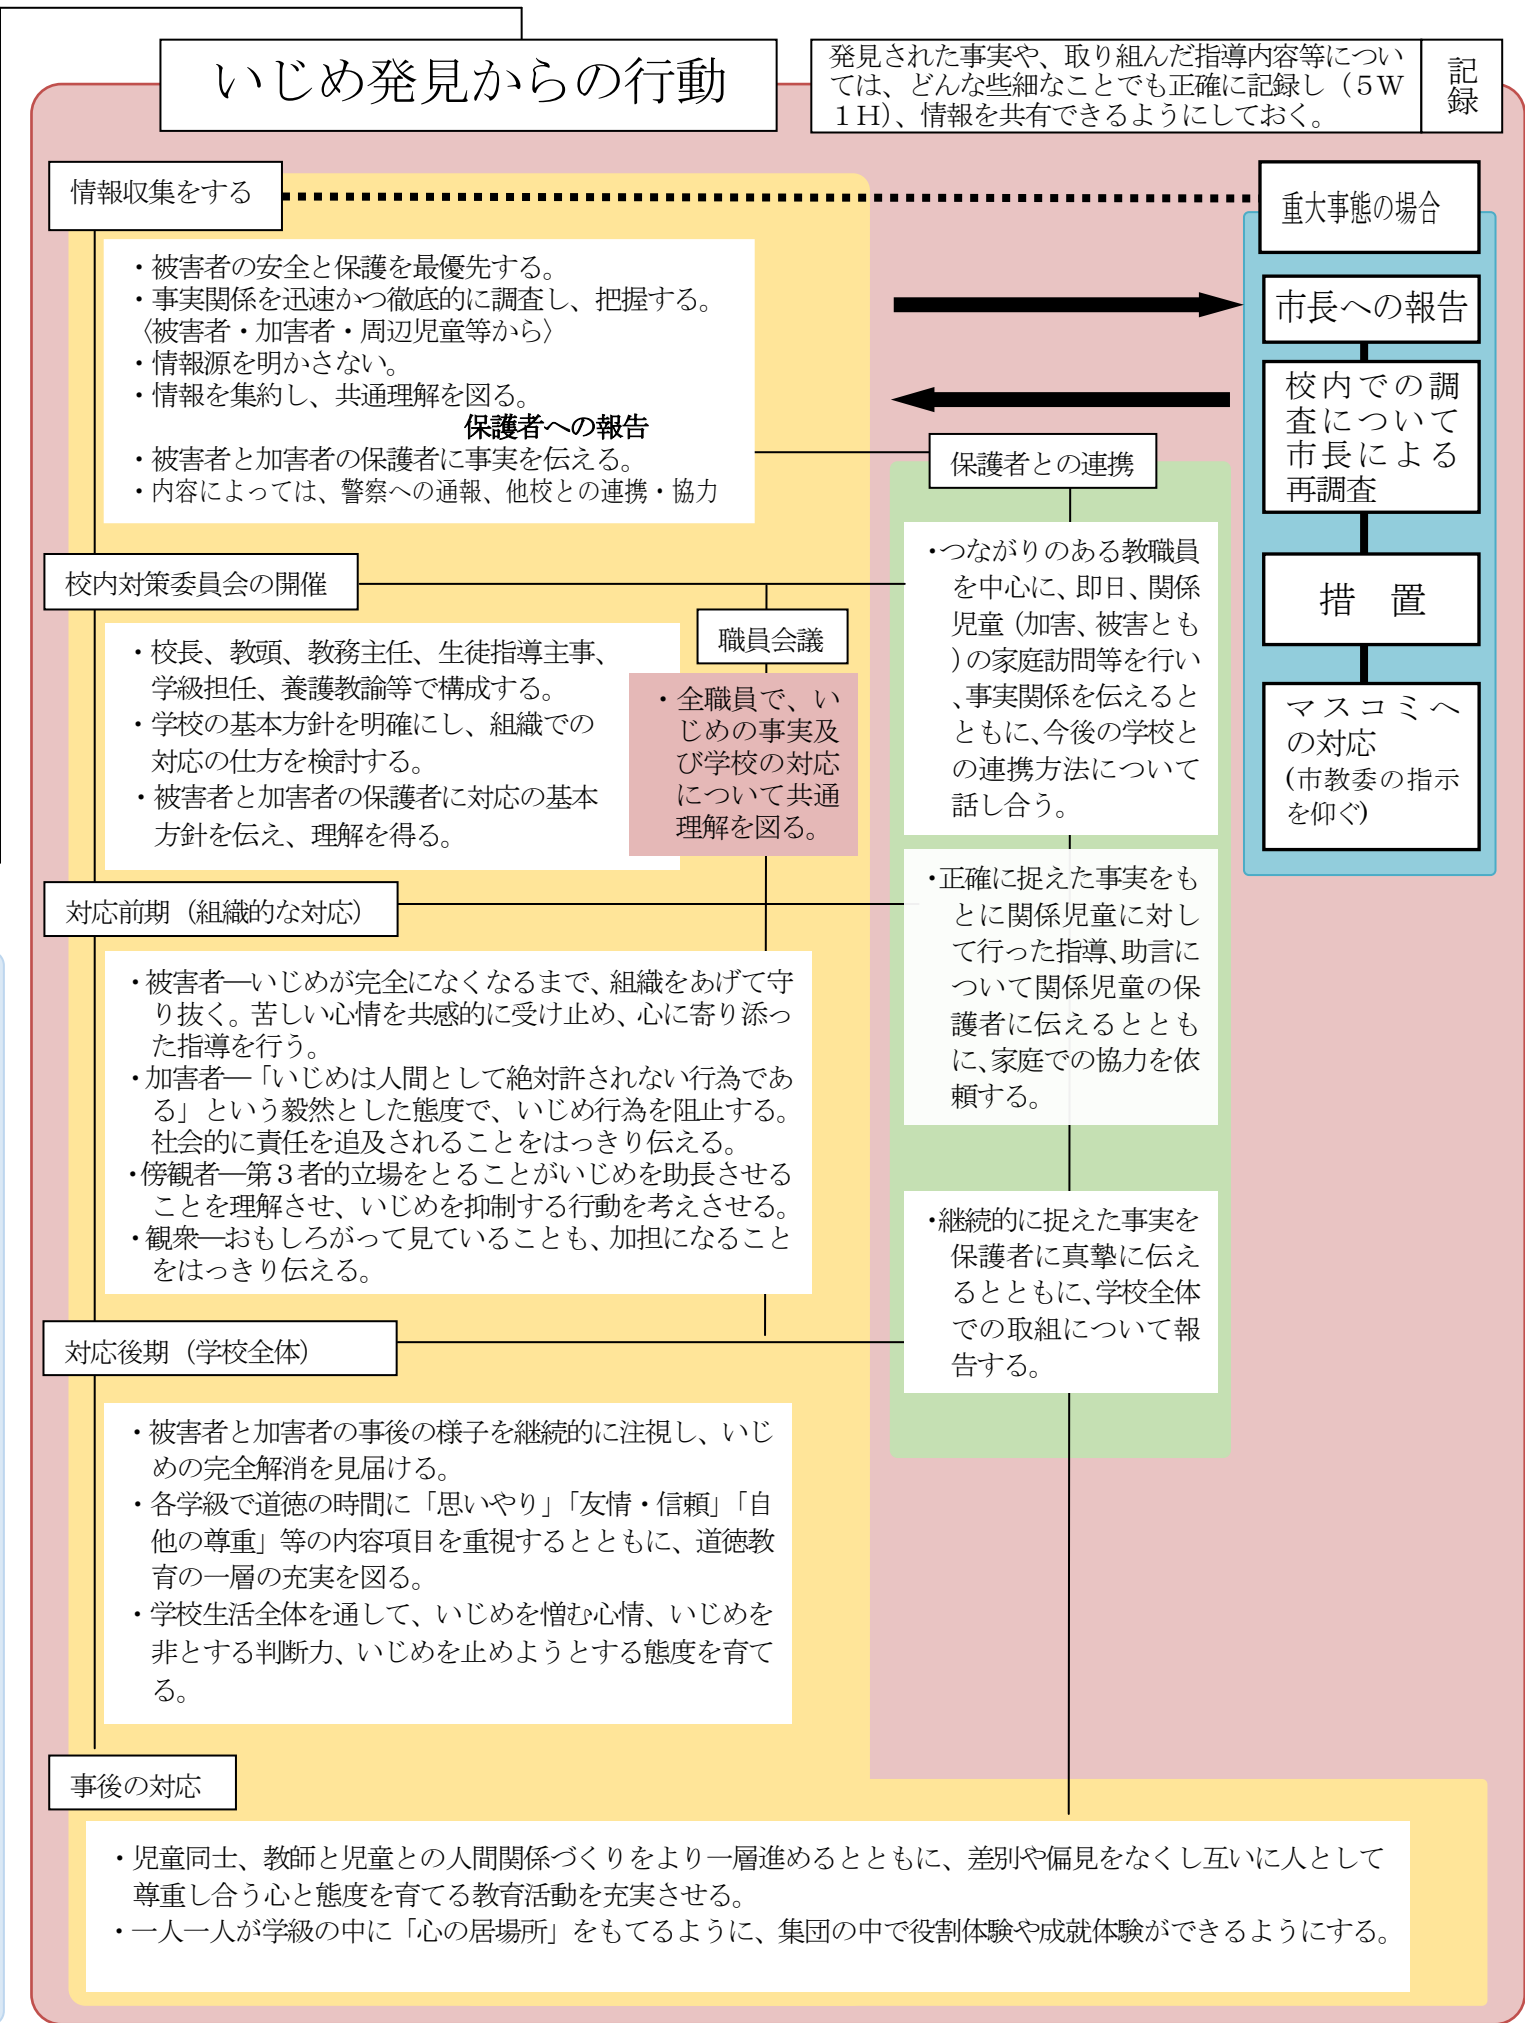 いじめ発見からの行動
発見された事実や、取り組んだ指導内容等につい
ては、どんな些細なことでも正確に記録し（５Ｗ
１Ｈ）、情報を共有できるようにしておく。
記録
情報収集をする
・被害者の安全と保護を最優先する。
・事実関係を迅速かつ徹底的に調査し、把握する。
〈被害者・加害者・周辺児童等から〉
・情報源を明かさない。
・情報を集約し、共通理解を図る。
保護者への報告
・被害者と加害者の保護者に事実を伝える。
・内容によっては、警察への通報、他校との連携・協力
重大事態の場合
市長への報告
校内での調
査について
市長による
再調査
措　置
マスコミへ
の対応
(市教委の指示
を仰ぐ)
保護者との連携
・つながりのある教職員
を中心に、即日、関係
児童（加害、被害とも
）の家庭訪問等を行い
、事実関係を伝えると
ともに、今後の学校と
の連携方法について
話し合う。
・正確に捉えた事実をも
とに関係児童に対し
て行った指導、助言に
ついて関係児童の保
護者に伝えるととも
に、家庭での協力を依
頼する。
・継続的に捉えた事実を
保護者に真摯に伝え
るとともに、学校全体
での取組について報
告する。
校内対策委員会の開催
・校長、教頭、教務主任、生徒指導主事、
学級担任、養護教諭等で構成する。
・学校の基本方針を明確にし、組織での
対応の仕方を検討する。
・被害者と加害者の保護者に対応の基本
方針を伝え、理解を得る。
職員会議
・全職員で、い
じめの事実及
び学校の対応
について共通
理解を図る。
対応前期（組織的な対応）
・被害者―いじめが完全になくなるまで、組織をあげて守
り抜く。苦しい心情を共感的に受け止め、心に寄り添っ
た指導を行う。
・加害者―「いじめは人間として絶対許されない行為であ
る」という毅然とした態度で、いじめ行為を阻止する。
社会的に責任を追及されることをはっきり伝える。
・傍観者―第３者的立場をとることがいじめを助長させる
ことを理解させ、いじめを抑制する行動を考えさせる。
・観衆―おもしろがって見ていることも、加担になること
をはっきり伝える。
対応後期（学校全体）
・被害者と加害者の事後の様子を継続的に注視し、いじ
めの完全解消を見届ける。
・各学級で道徳の時間に「思いやり」「友情・信頼」「自
他の尊重」等の内容項目を重視するとともに、道徳教
育の一層の充実を図る。
・学校生活全体を通して、いじめを憎む心情、いじめを
非とする判断力、いじめを止めようとする態度を育て
る。
事後の対応
・児童同士、教師と児童との人間関係づくりをより一層進めるとともに、差別や偏見をなくし互いに人として
尊重し合う心と態度を育てる教育活動を充実させる。
・一人一人が学級の中に「心の居場所」をもてるように、集団の中で役割体験や成就体験ができるようにする。